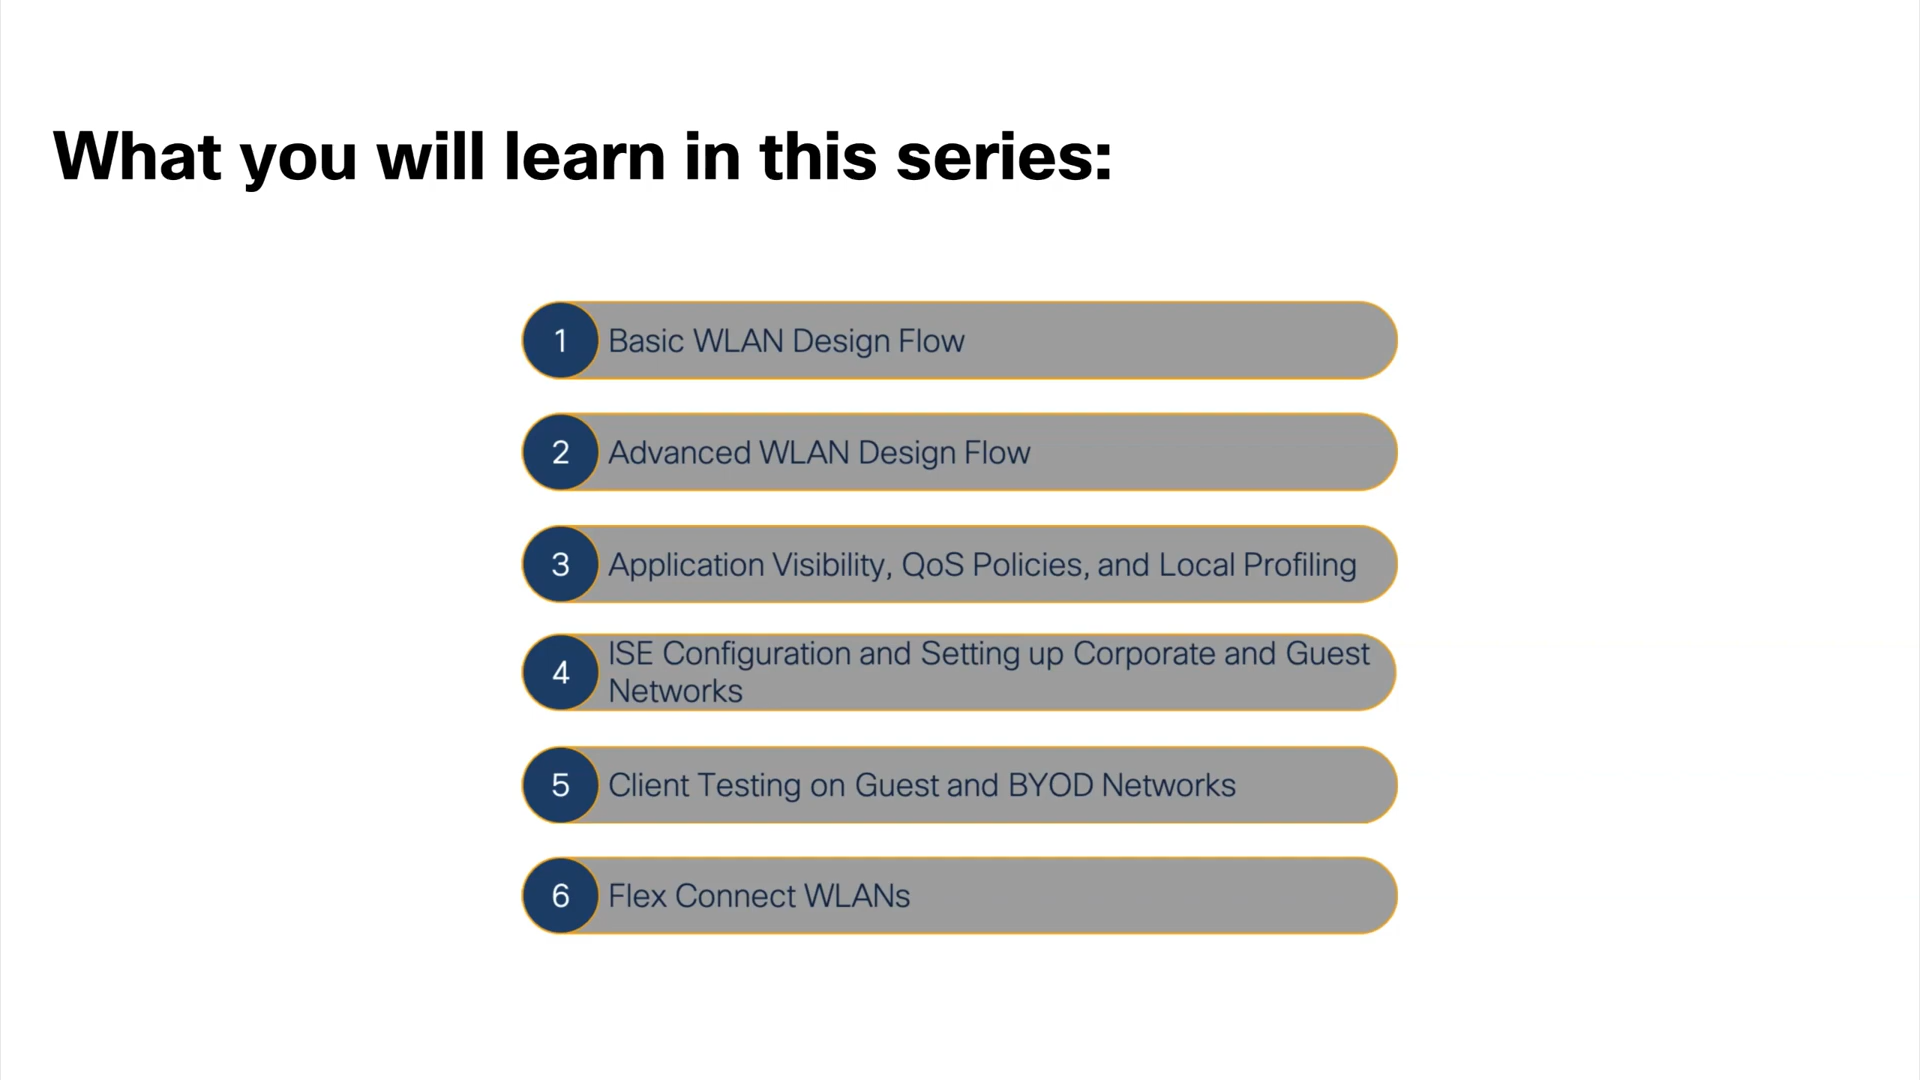 What you will learn in this series:
1 Basic WLAN Design Flow
2 Advanced WLAN Design Flow
3 Application Visibility, QoS Policies, and Local Profiling
4 ISE Configuration and Setting up Corporate and Guest
Networks
5 Client Testing on Guest and BYOD Networks
6 Flex Connect WLANs